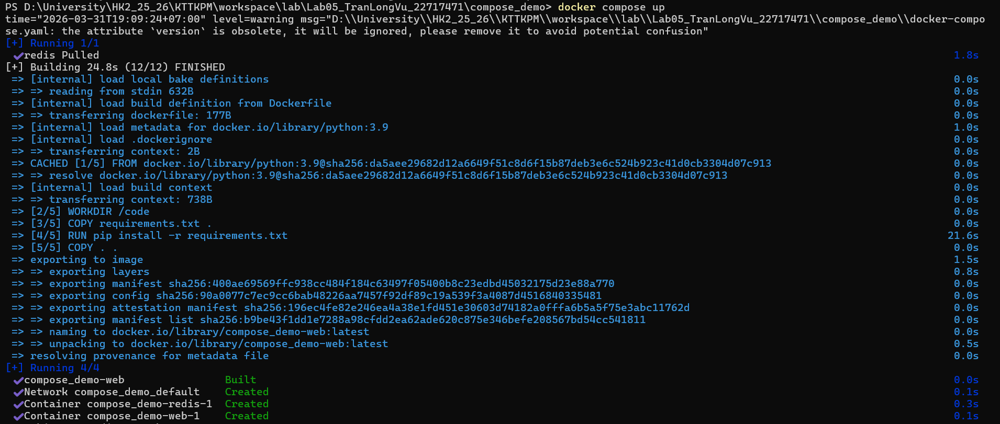 PS D:\University\HK2_25_26\KTTKPM\workspace\lab\Lab05_TranLongVu_22717471\compose_demo> docker compose up
time="2026-03-31T19:09:24+07:00" level=warning msg="D:\\University\\HK2_25_26\\KTTKPM\\workspace\\lab\\Lab05_TranLongVu_22717471\\compose_demo\\docker-compo
se.yaml: the attribute `version` is obsolete, it will be ignored, please remove it to avoid potential confusion"
[+] Running 1/1
✔redis Pulled 1.8s
[+] Building 24.8s (12/12) FINISHED
=> [internal] load local bake definitions 0.0s
=> => reading from stdin 632B 0.0s
=> [internal] load build definition from Dockerfile 0.0s
=> => transferring dockerfile: 177B 0.0s
=> [internal] load metadata for docker.io/library/python:3.9 1.0s
=> [internal] load .dockerignore 0.0s
=> => transferring context: 2B 0.0s
=> CACHED [1/5] FROM docker.io/library/python:3.9@sha256:da5aee29682d12a6649f51c8d6f15b87deb3e6c524b923c41d0cb3304d07c913 0.0s
=> => resolve docker.io/library/python:3.9@sha256:da5aee29682d12a6649f51c8d6f15b87deb3e6c524b923c41d0cb3304d07c913 0.0s
=> [internal] load build context 0.0s
=> => transferring context: 738B 0.0s
=> [2/5] WORKDIR /code 0.0s
=> [3/5] COPY requirements.txt . 0.0s
=> [4/5] RUN pip install -r requirements.txt 21.6s
=> [5/5] COPY . . 0.0s
=> exporting to image 1.5s
=> => exporting layers 0.8s
=> => exporting manifest sha256:400ae69569ffc938cc484f184c63497f05400b8c23edbd45032175d23e88a770 0.0s
=> => exporting config sha256:90a0077c7ec9cc6bab48226aa7457f92df89c19a539f3a4087d4516840335481 0.0s
=> => exporting attestation manifest sha256:196ec4fe82e246ea4a38e1fd451e30603d74182a0fffa6b5a5f75e3abc11762d 0.0s
=> => exporting manifest list sha256:b9be43f1dd1e7288a98cfdd2ea62ade620c875e346befe208567bd54cc541811 0.0s
=> => naming to docker.io/library/compose_demo-web:latest 0.0s
=> => unpacking to docker.io/library/compose_demo-web:latest 0.5s
=> resolving provenance for metadata file 0.0s
[+] Running 4/4
✔compose_demo-web Built 0.0s
✔Network compose_demo_default Created 0.1s
✔Container compose_demo-redis-1 Created 0.3s
✔Container compose_demo-web-1 Created 0.1s